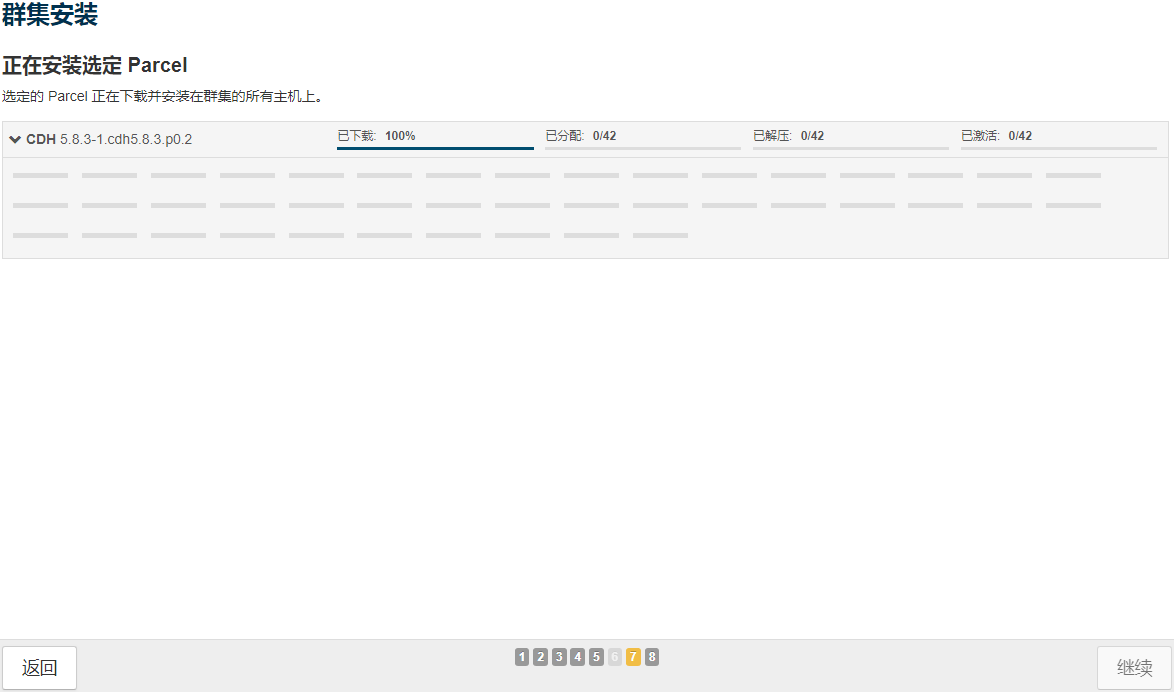 群集安装
正在安装选定 Parcel
选定的 Parcel 正在下载并安装在群集的所有主机上。
CDH 5.8.3-1.cdh5.8.3.p0.2 已下载: 100% 已分配: 0/42 已解压: 0/42 已激活: 0/42
返回 1 2 3 4 5 6 7 8 继续